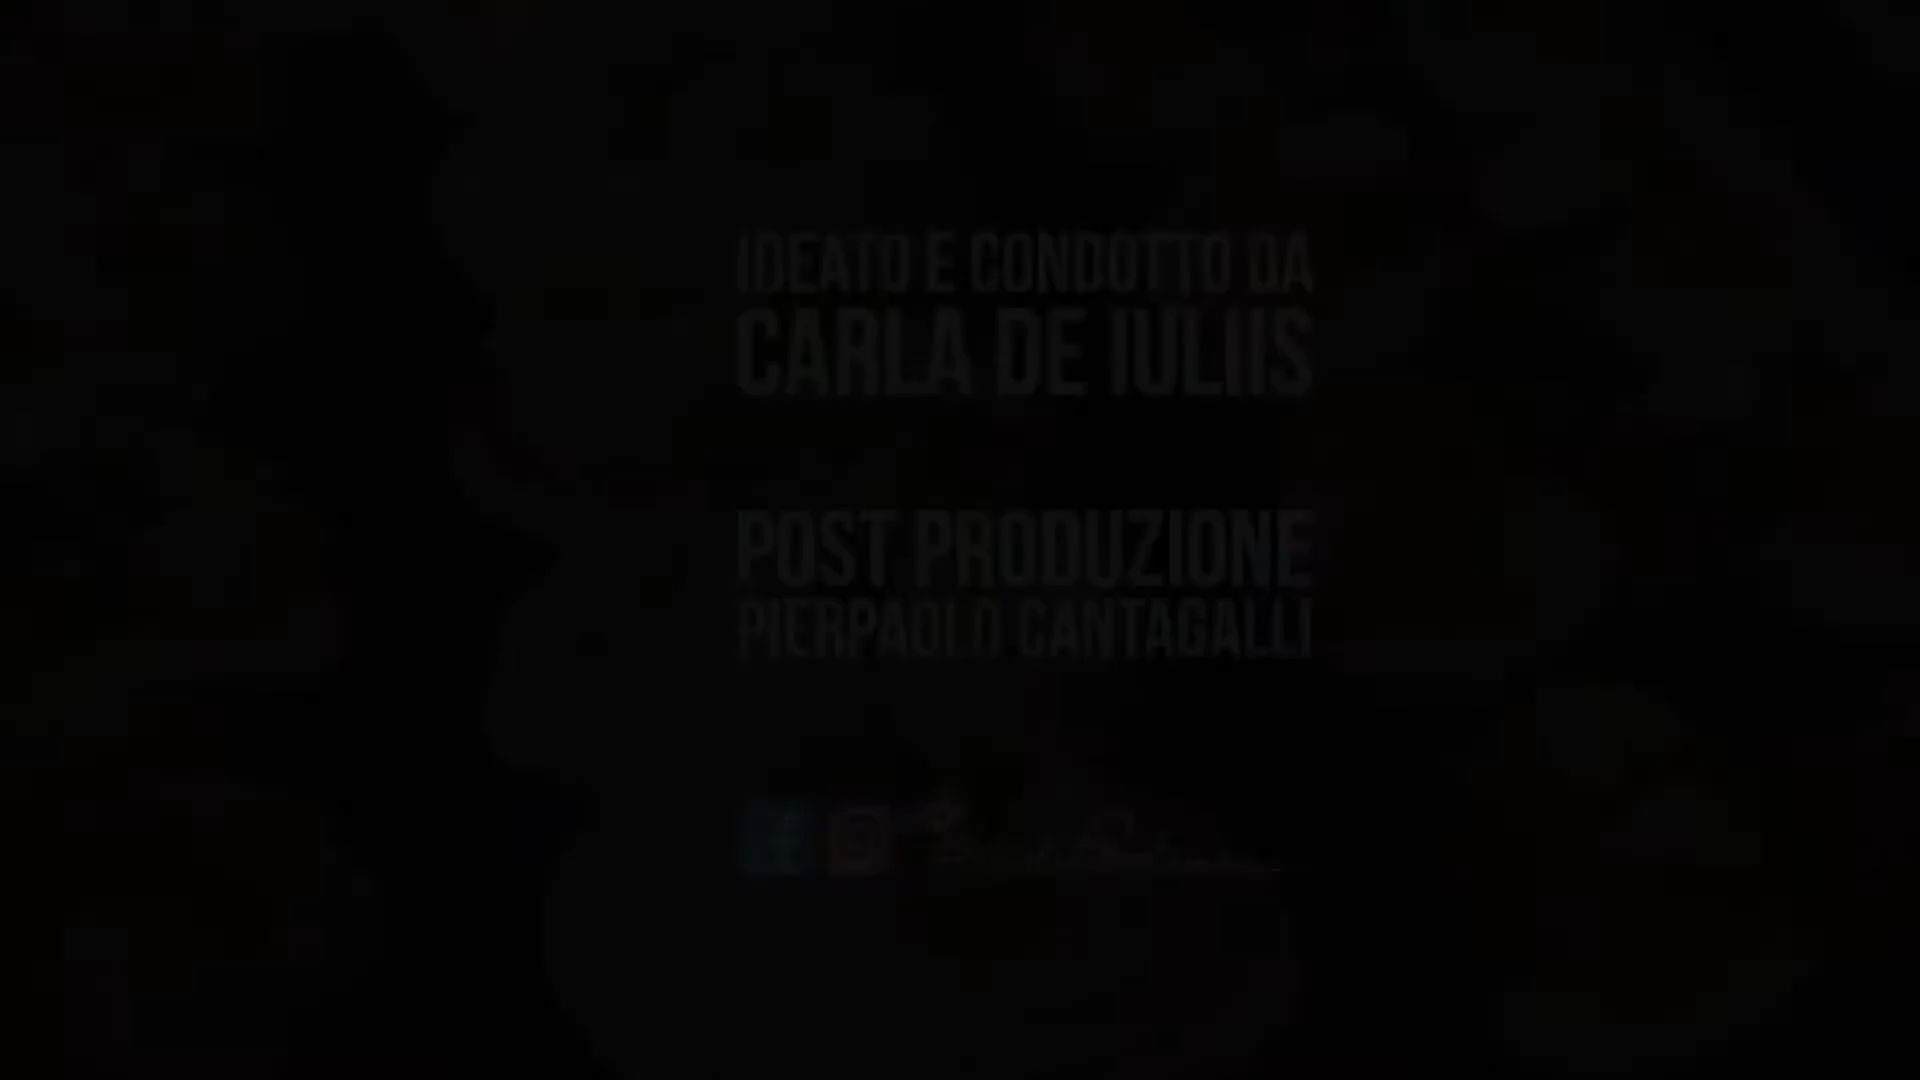 IDEATO E CONDOTTO DA
CARLA DE IULIIS
POST PRODUZIONE
PIERPAOLO CANTAGALLI